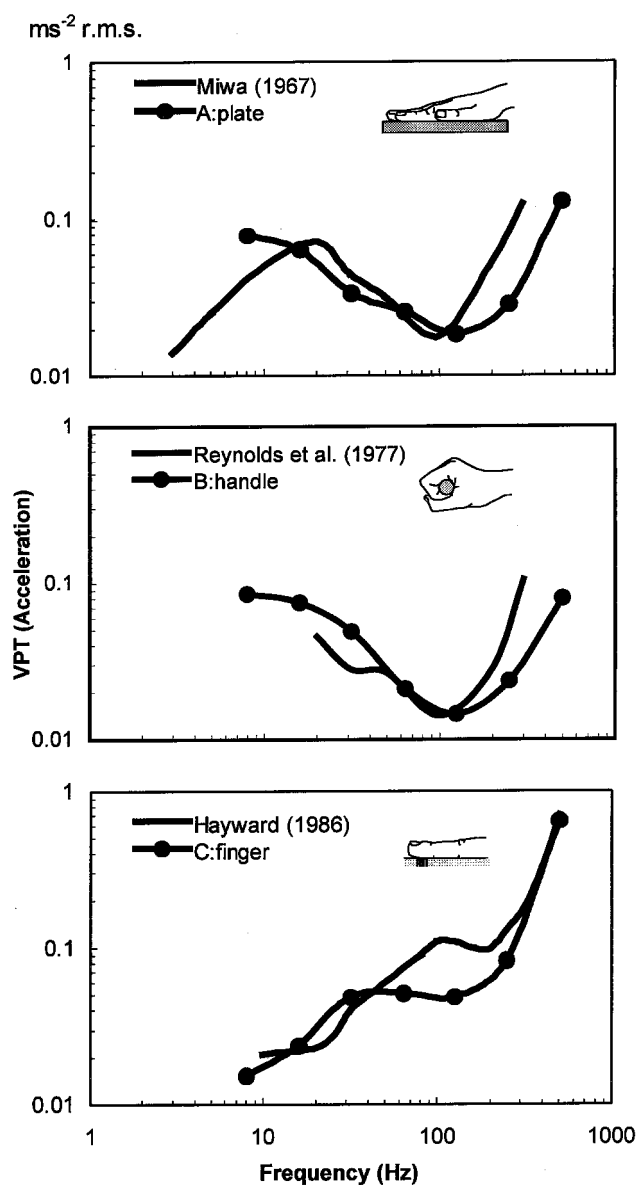 ms⁻² r.m.s.
1
Miwa (1967)
A:plate
0.1
0.01
1
Reynolds et al. (1977)
B:handle
0.1
0.01
VPT (Acceleration)
1
Hayward (1986)
C:finger
0.1
0.01
1 10 100 1000
Frequency (Hz)